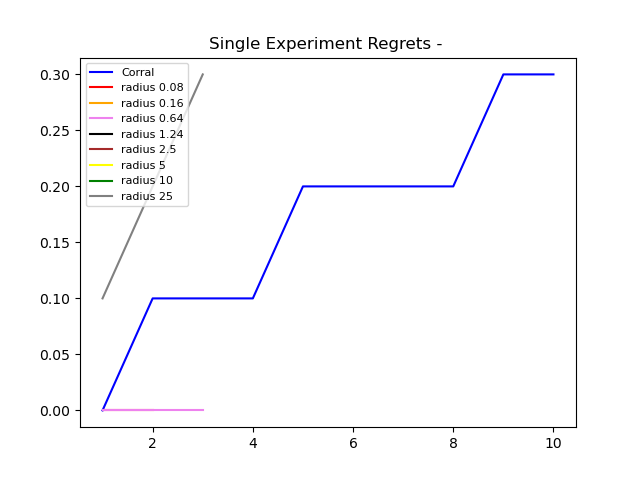 Single Experiment Regrets -
0.30
0.25
0.20
0.15
0.10
0.05
0.00
Corral
radius 0.08
radius 0.16
radius 0.64
radius 1.24
radius 2.5
radius 5
radius 10
radius 25
2 4 6 8 10